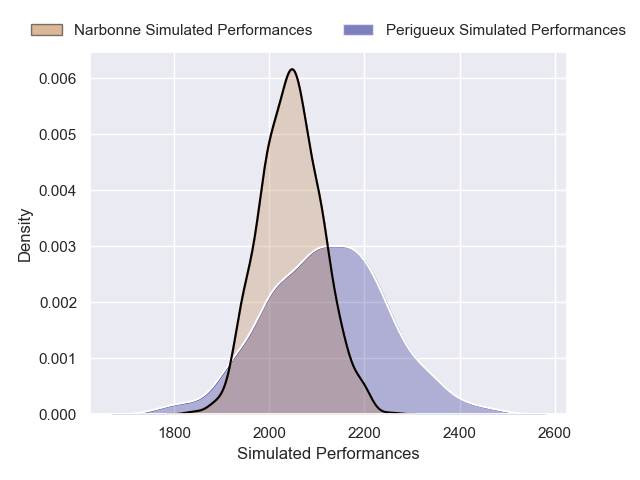 Narbonne Simulated Performances Perigueux Simulated Performances
0.006
0.005
0.004
0.003
0.002
0.001
0.000
Density
1800 2000 2200 2400 2600
Simulated Performances